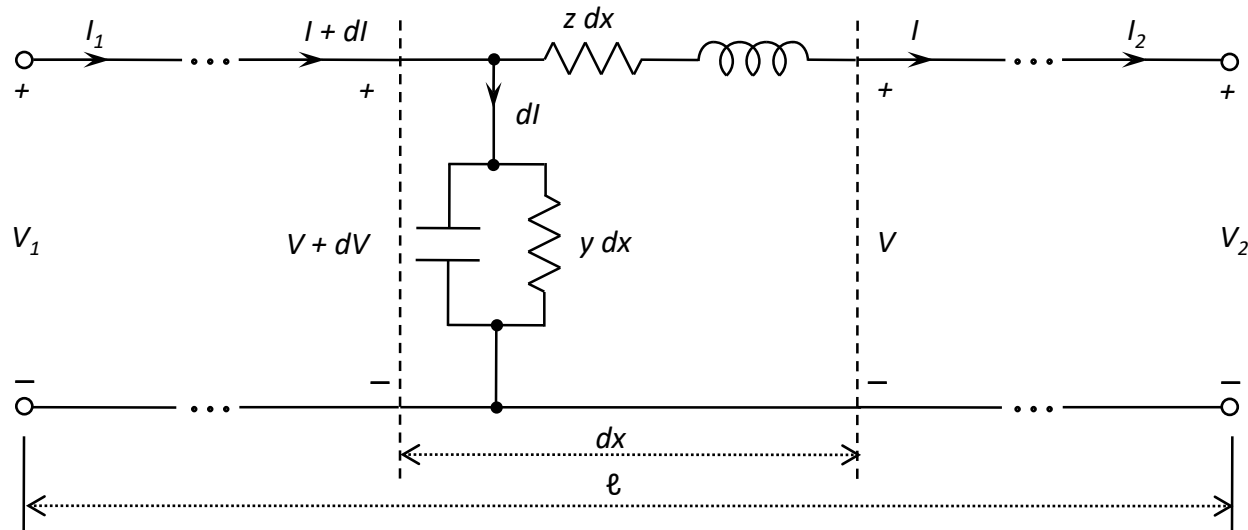 I1 I + dI z dx I I2
+ + + +
dI
V1 V + dV y dx V V2
− − − −
dx
ℓ